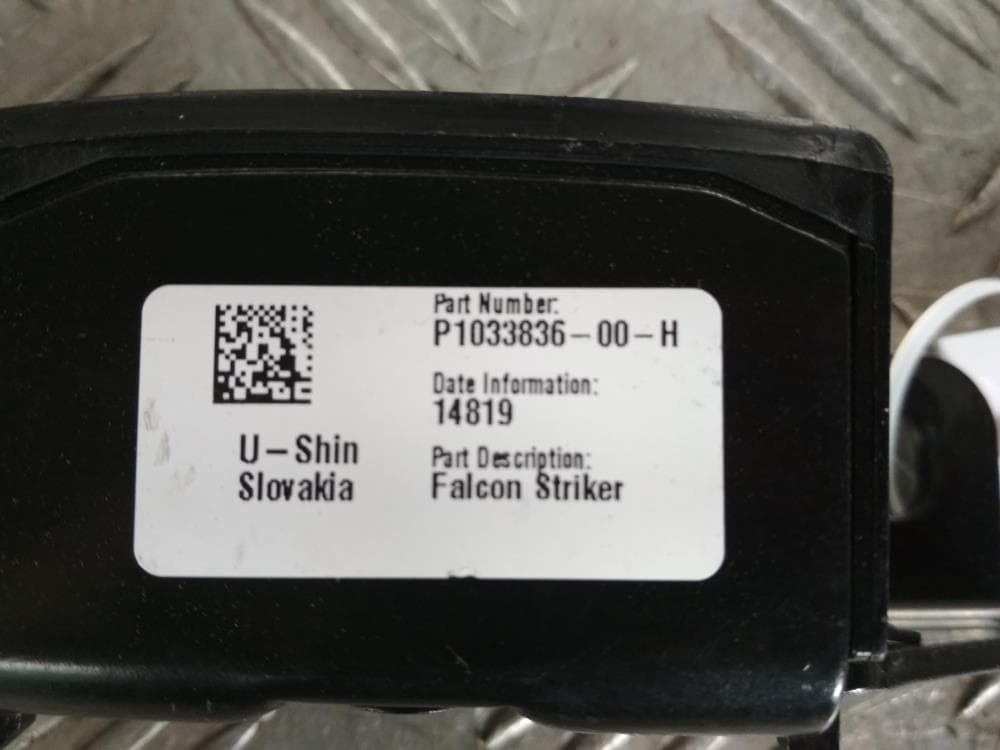 Part Number:
P1033836-00-H
Date Information:
14819
Part Description:
Falcon Striker
U-Shin
Slovakia